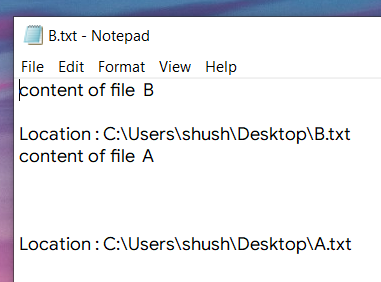 B.txt - Notepad
File Edit Format View Help
content of file B
Location : C:\Users\shush\Desktop\B.txt
content of file A
Location : C:\Users\shush\Desktop\A.txt